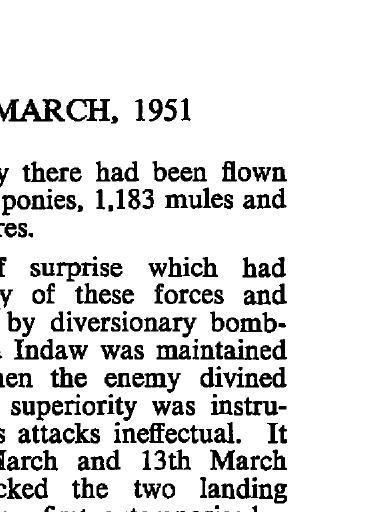 MARCH, 1951
y there had been flown
ponies, 1,183 mules and
res.
f surprise which had
y of these forces and
by diversionary bomb-
Indaw was maintained
hen the enemy divined
superiority was instru-
s attacks ineffectual. It
March and 13th March
cked the two landing